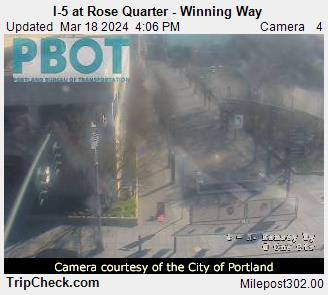 I-5 at Rose Quarter - Winning Way
Updated Mar 18 2024 4:06 PM Camera 4
PBOT
PORTLAND BUREAU OF TRANSPORTATION
Camera courtesy of the City of Portland
TripCheck.com Milepost302.00